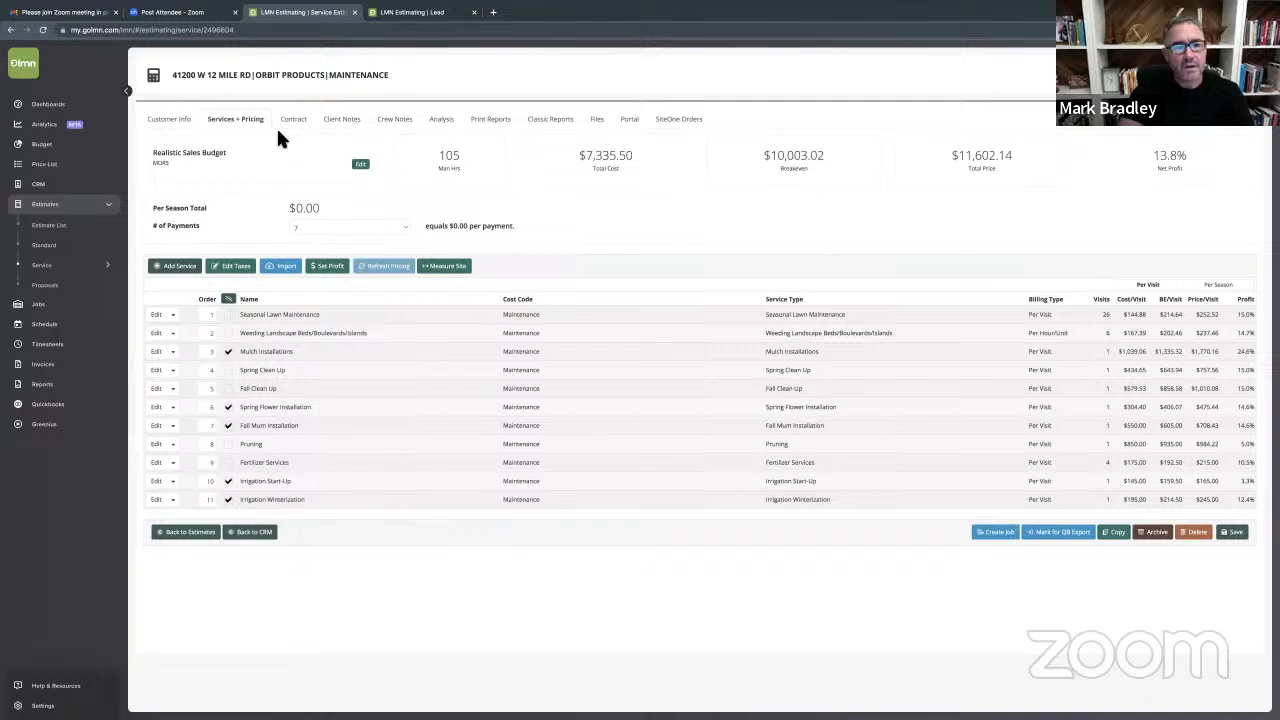 Please join Zoom meeting in p
Post Attendee - Zoom
LMN Estimating | Service Estim
LMN Estimating | Lead
my.golmn.com/lmn/#/estimating/service/2496604
lmn
41200 W 12 MILE RD|ORBIT PRODUCTS|MAINTENANCE
Mark Bradley
Dashboards
Analytics BETA
Budget
Price List
CRM
Estimates
Estimate List
Standard
Service
Proposals
Jobs
Schedule
Timesheets
Invoices
Reports
Quickbooks
Greenius
Help & Resources
Settings
Customer Info Services + Pricing Contract Client Notes Crew Notes Analysis Print Reports Classic Reports Files Portal SiteOne Orders
Realistic Sales Budget
MORS
Edit
105 $7,335.50 $10,003.02 $11,602.14 13.8%
Man Hrs Total Cost Breakeven Total Price Net Profit
Per Season Total $0.00
# of Payments 7 equals $0.00 per payment.
Add Service Edit Taxes Import $ Set Profit Refresh Pricing Measure Site
Per Visit Per Season
Order Name Cost Code Service Type Billing Type Visits Cost/Visit BE/Visit Price/Visit Profit
Edit 1 Seasonal Lawn Maintenance Maintenance Seasonal Lawn Maintenance Per Visit 26 $144.88 $214.64 $252.52 15.0%
Edit 2 Weeding Landscape Beds/Boulevards/Islands Maintenance Weeding Landscape Beds/Boulevards/Islands Per Hour/Unit 6 $167.39 $202.46 $237.46 14.7%
Edit 3 Mulch Installations Maintenance Mulch Installations Per Visit 1 $1,039.06 $1,335.32 $1,770.16 24.6%
Edit 4 Spring Clean Up Maintenance Spring Clean Up Per Visit 1 $434.65 $643.94 $757.56 15.0%
Edit 5 Fall Clean Up Maintenance Fall Clean Up Per Visit 1 $579.53 $858.58 $1,010.08 15.0%
Edit 6 Spring Flower Installation Maintenance Spring Flower Installation Per Visit 1 $304.40 $406.07 $475.44 14.6%
Edit 7 Fall Mum Installation Maintenance Fall Mum Installation Per Visit 1 $550.00 $605.00 $708.43 14.6%
Edit 8 Pruning Maintenance Pruning Per Visit 1 $850.00 $935.00 $984.22 5.0%
Edit 9 Fertilizer Services Maintenance Fertilizer Services Per Visit 4 $175.00 $192.50 $215.00 10.5%
Edit 10 Irrigation Start-Up Maintenance Irrigation Start-Up Per Visit 1 $145.00 $159.50 $165.00 3.3%
Edit 11 Irrigation Winterization Maintenance Irrigation Winterization Per Visit 1 $195.00 $214.50 $245.00 12.4%
Back to Estimates Back to CRM Create Job Mark for QB Export Copy Archive Delete Save
zoom